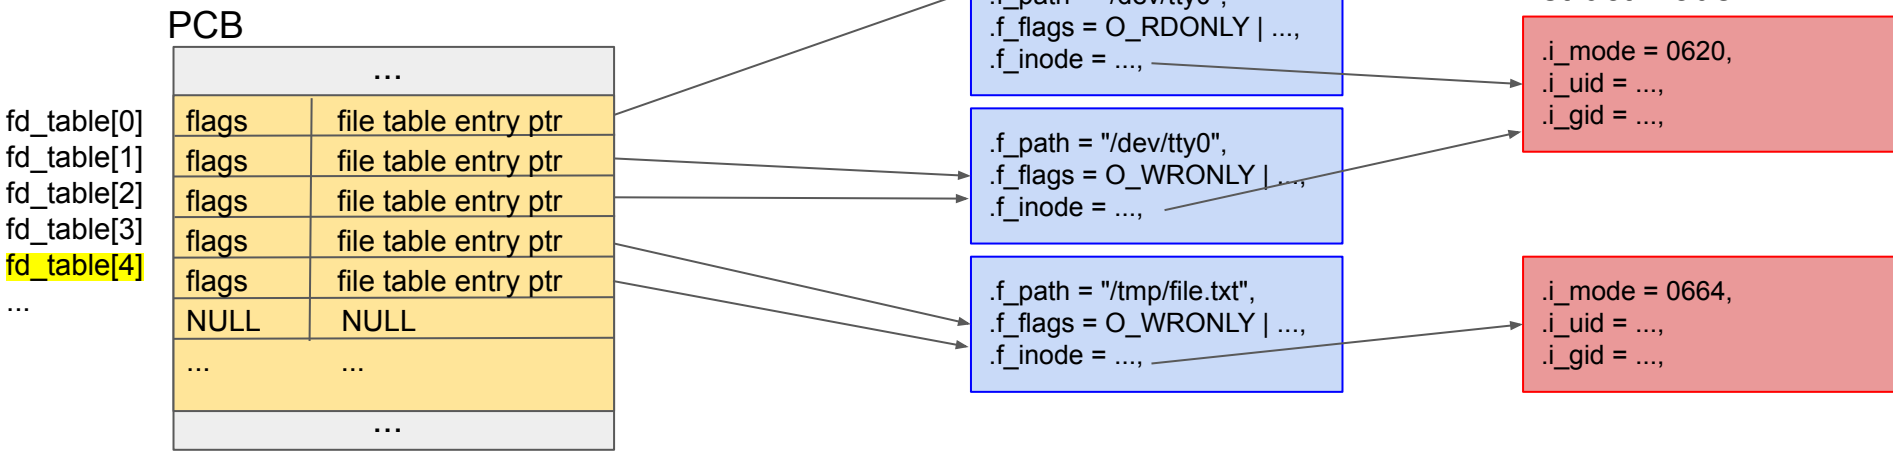 PCB
...
fd_table[0]
fd_table[1]
fd_table[2]
fd_table[3]
fd_table[4]
...
flags file table entry ptr
flags file table entry ptr
flags file table entry ptr
flags file table entry ptr
flags file table entry ptr
NULL NULL
... ...
...
.f_path = "/dev/tty0",
.f_flags = O_RDONLY | ...,
.f_inode = ...,
.f_path = "/dev/tty0",
.f_flags = O_WRONLY | ...,
.f_inode = ...,
.f_path = "/tmp/file.txt",
.f_flags = O_WRONLY | ...,
.f_inode = ...,
.i_mode = 0620,
.i_uid = ...,
.i_gid = ...,
.i_mode = 0664,
.i_uid = ...,
.i_gid = ...,